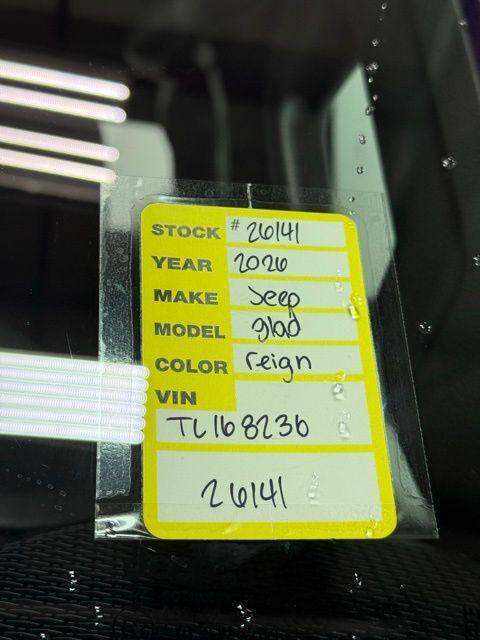 STOCK # 26141
YEAR 2026
MAKE Jeep
MODEL glad
COLOR reign
VIN
TL168236
26141